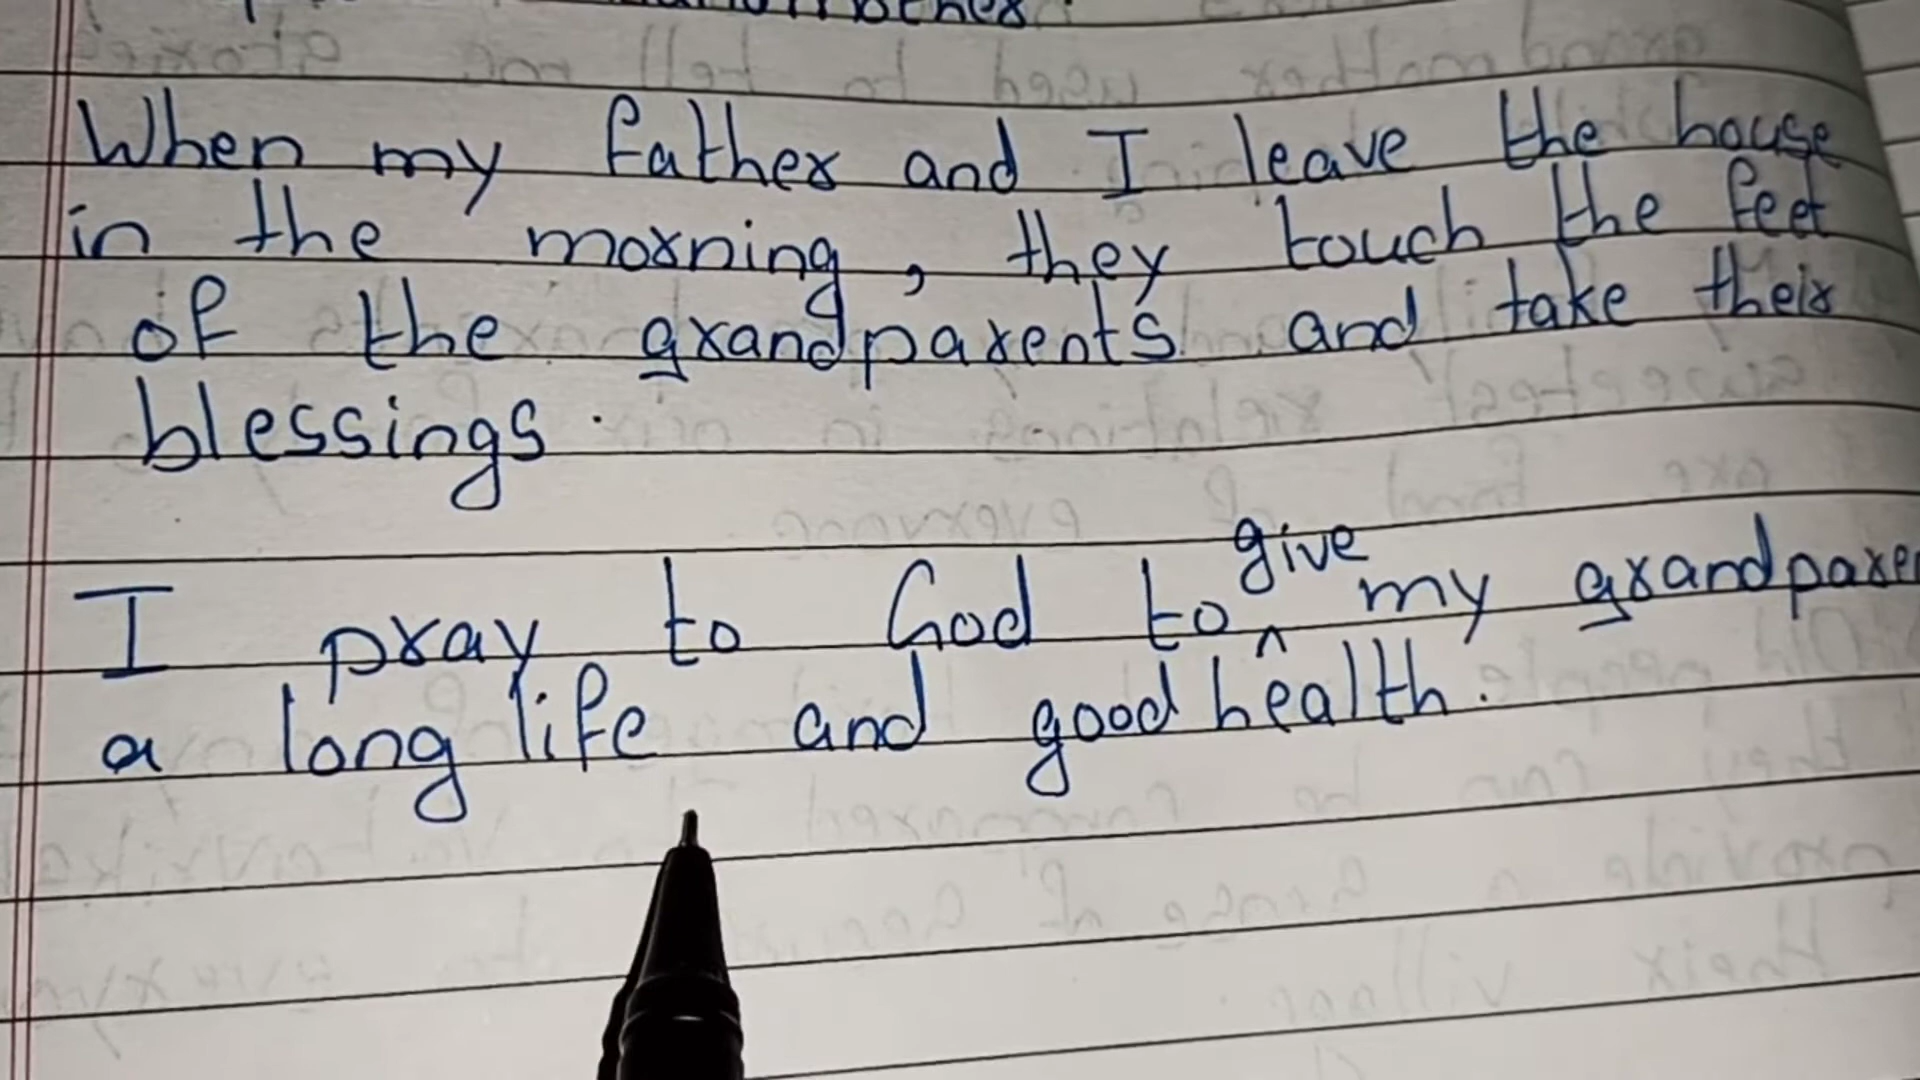 When my father and I leave the house
in the morning, they touch the feet
of the grandparents and take their
blessings.
I pray to God to give my
a long life and good health.